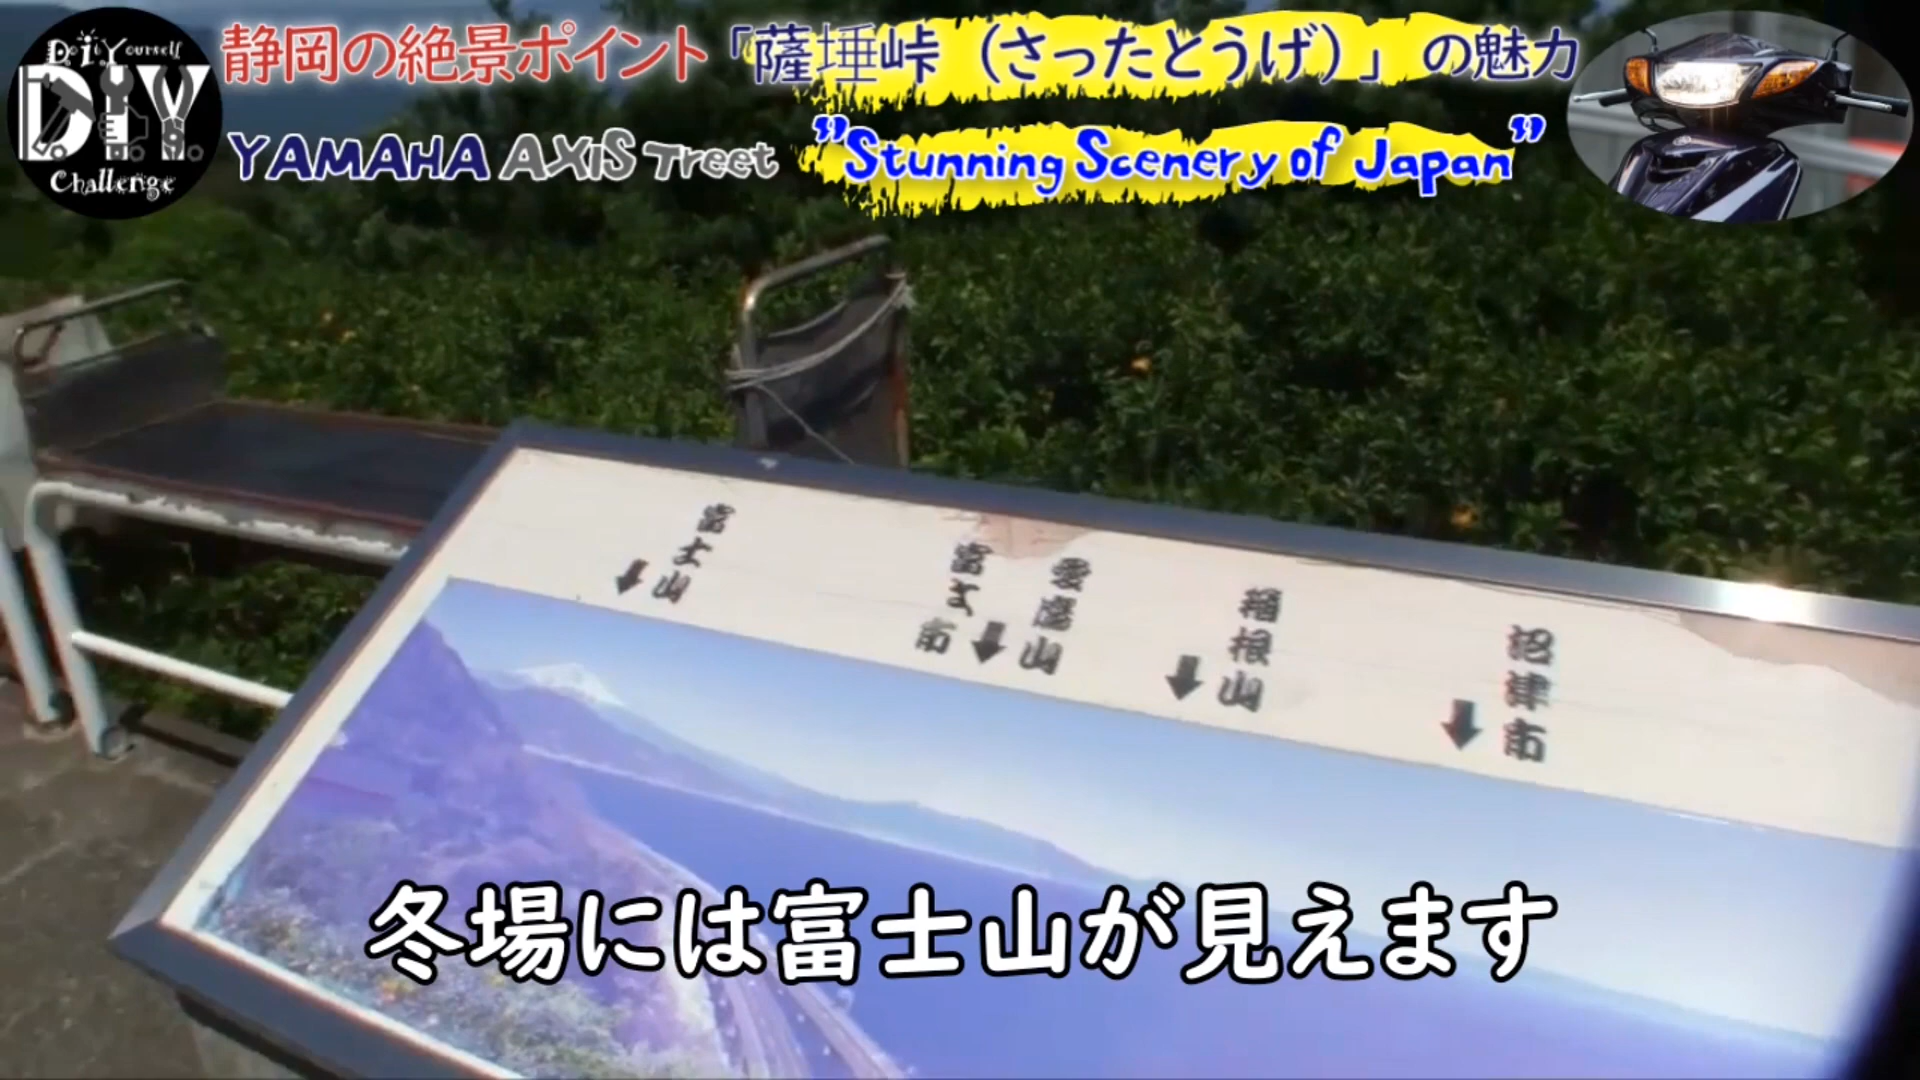 Do it Yourself
DIY
Challenge
静岡の絶景ポイント「薩埵峠（さったとうげ）」の魅力
YAMAHA AXIS Treet "Stunning Scenery of Japan"
富士山
富士市
愛鷹山
箱根山
沼津市
冬場には富士山が見えます